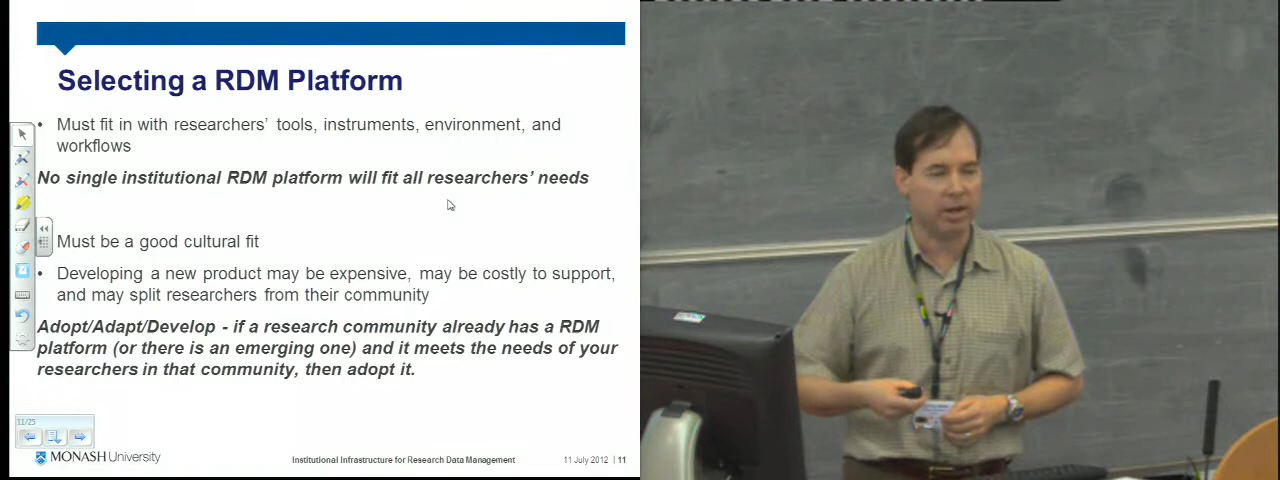 Selecting a RDM Platform
• Must fit in with researchers' tools, instruments, environment, and
workflows
No single institutional RDM platform will fit all researchers' needs
Must be a good cultural fit
• Developing a new product may be expensive, may be costly to support,
and may split researchers from their community
Adopt/Adapt/Develop - if a research community already has a RDM
platform (or there is an emerging one) and it meets the needs of your
researchers in that community, then adopt it.
11/25
MONASH University
Institutional Infrastructure for Research Data Management
11 July 2012 | 11